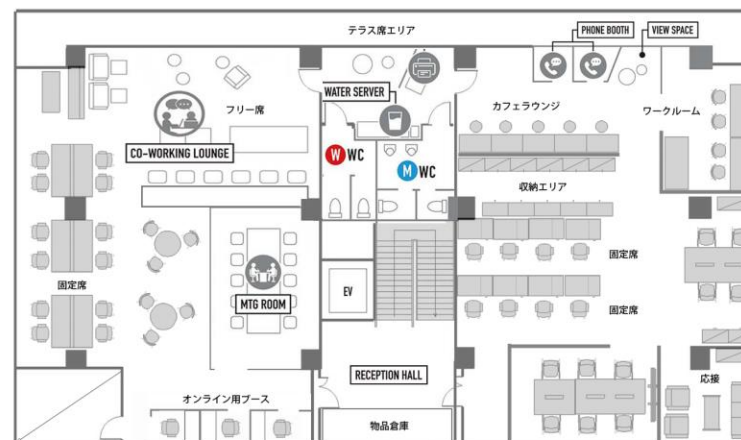 テラス席エリア
PHONE BOOTH
VIEW SPACE
WATER SERVER
フリー席
カフェラウンジ
ワークルーム
CO-WORKING LOUNGE
W WC
M WC
収納エリア
固定席
固定席
EV
MTG ROOM
固定席
RECEPTION HALL
応接
オンライン用ブース
物品倉庫